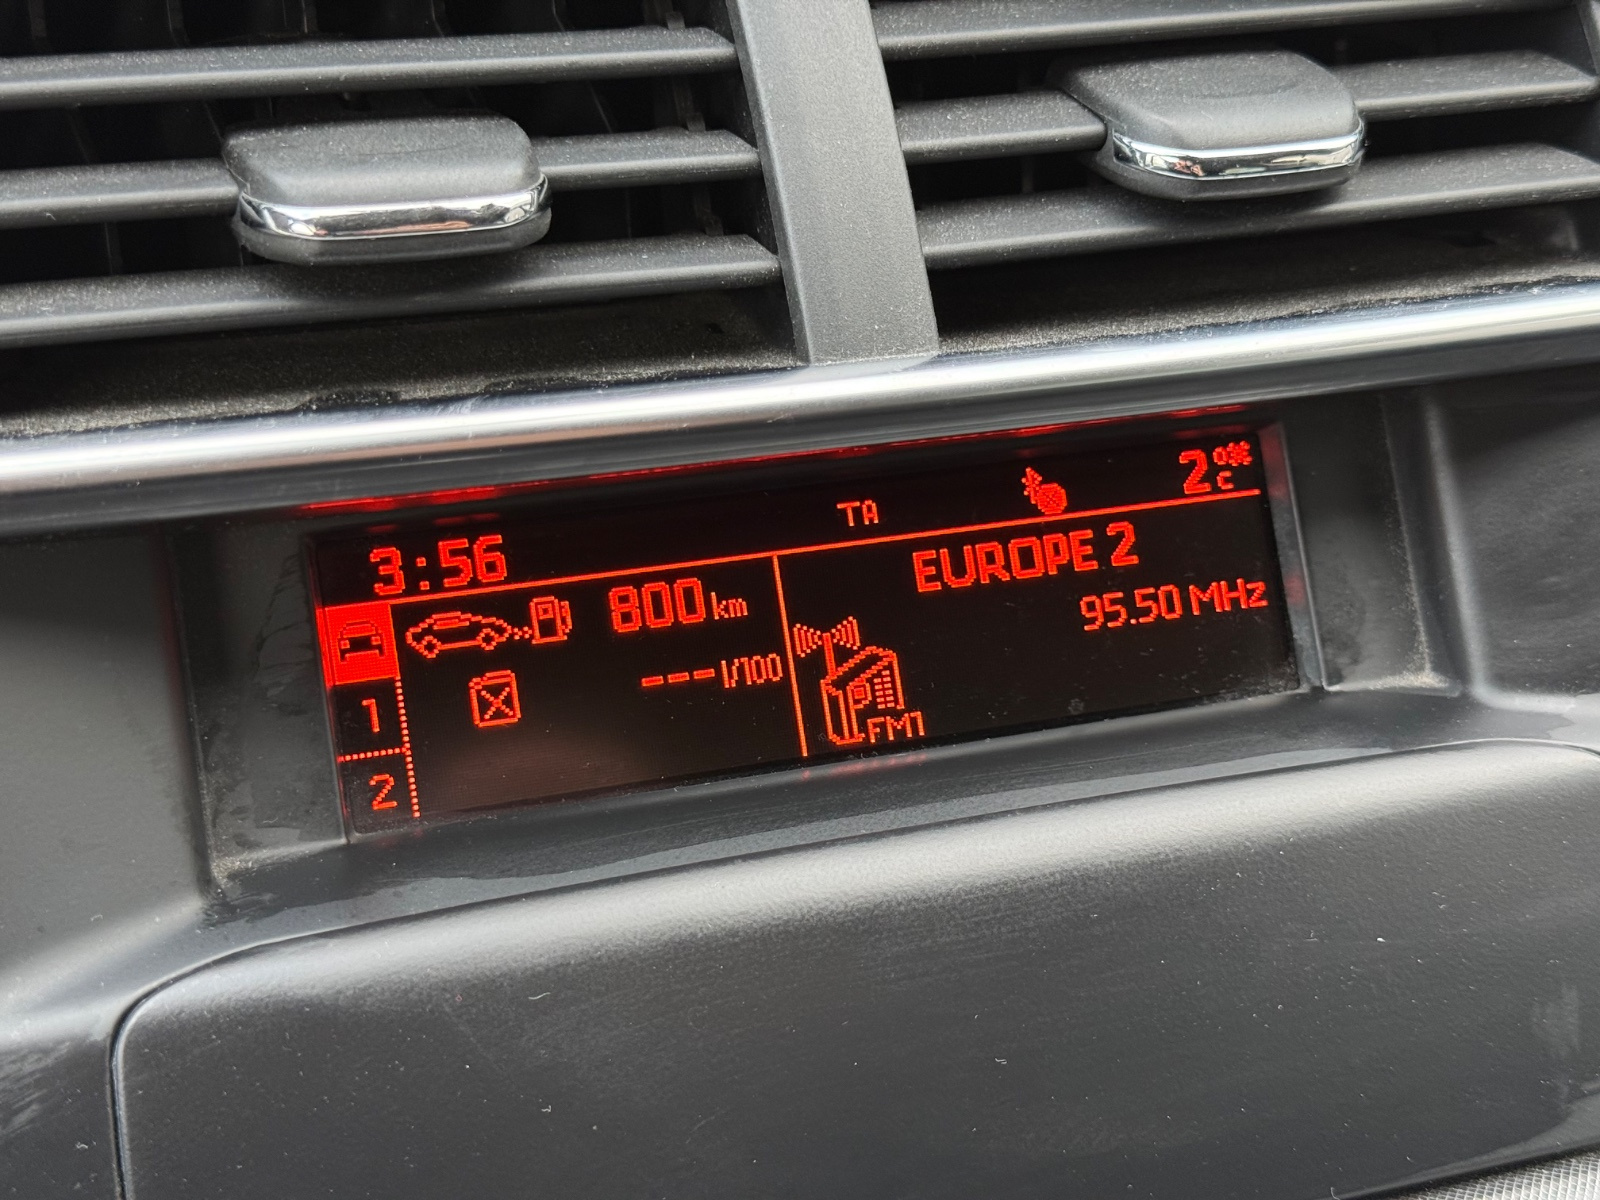 3:56 TA 2°C
800 km
--- l/100
1
2
EUROPE 2
95.50 MHz
FM1